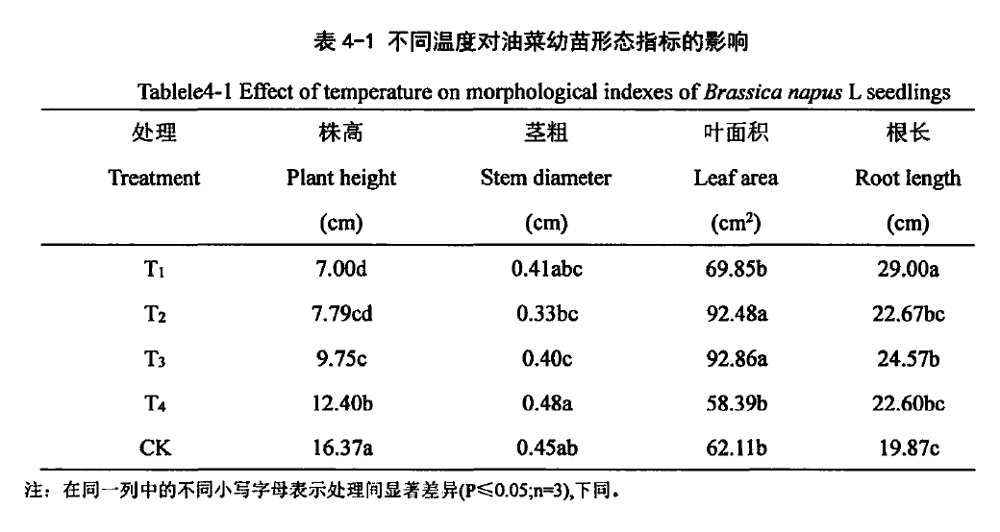 表 4-1 不同温度对油菜幼苗形态指标的影响
Tablele4-1 Effect of temperature on morphological indexes of Brassica napus L seedlings
处理 株高 茎粗 叶面积 根长
Treatment Plant height Stem diameter Leaf area Root length
(cm) (cm) (cm²) (cm)
T₁ 7.00d 0.41abc 69.85b 29.00a
T₂ 7.79cd 0.33bc 92.48a 22.67bc
T₃ 9.75c 0.40c 92.86a 24.57b
T₄ 12.40b 0.48a 58.39b 22.60bc
CK 16.37a 0.45ab 62.11b 19.87c
注：在同一列中的不同小写字母表示处理间显著差异(P≤0.05;n=3),下同。